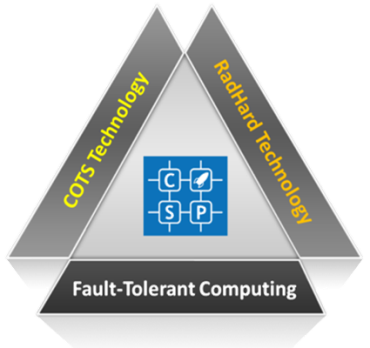 COTS Technology
RadHard Technology
C
S P
Fault-Tolerant Computing